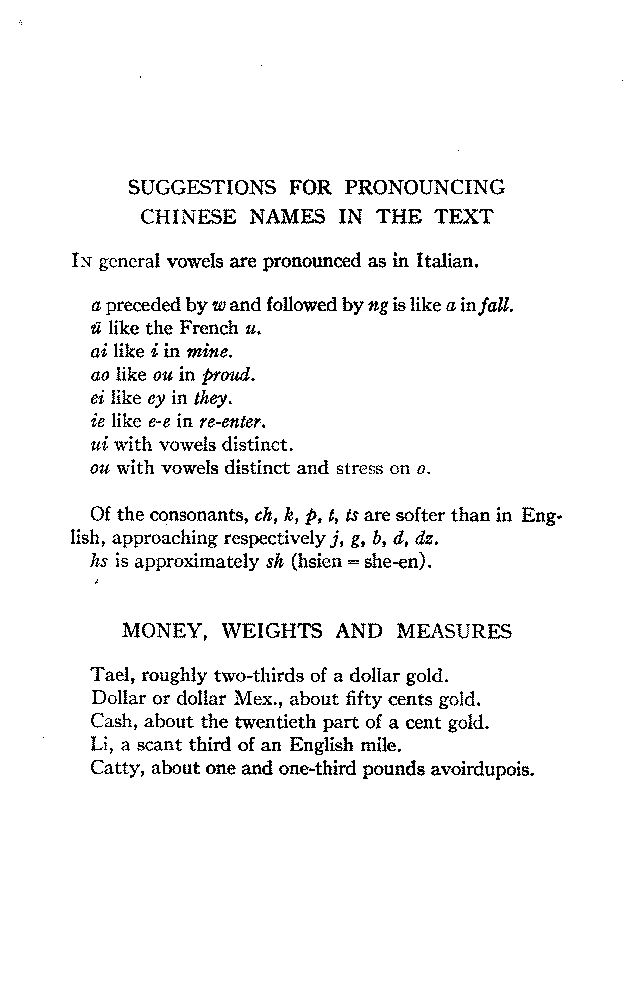 SUGGESTIONS FOR PRONOUNCING
CHINESE NAMES IN THE TEXT
IN general vowels are pronounced as in Italian.
a preceded by w and followed by ng is like a in fall.
ü like the French u.
ai like i in mine.
ao like ou in proud.
ei like ey in they.
ie like e-e in re-enter.
ui with vowels distinct.
ou with vowels distinct and stress on o.
Of the consonants, ch, k, p, t, ts are softer than in Eng-
lish, approaching respectively j, g, b, d, dz.
hs is approximately sh (hsien = she-en).
MONEY, WEIGHTS AND MEASURES
Tael, roughly two-thirds of a dollar gold.
Dollar or dollar Mex., about fifty cents gold.
Cash, about the twentieth part of a cent gold.
Li, a scant third of an English mile.
Catty, about one and one-third pounds avoirdupois.